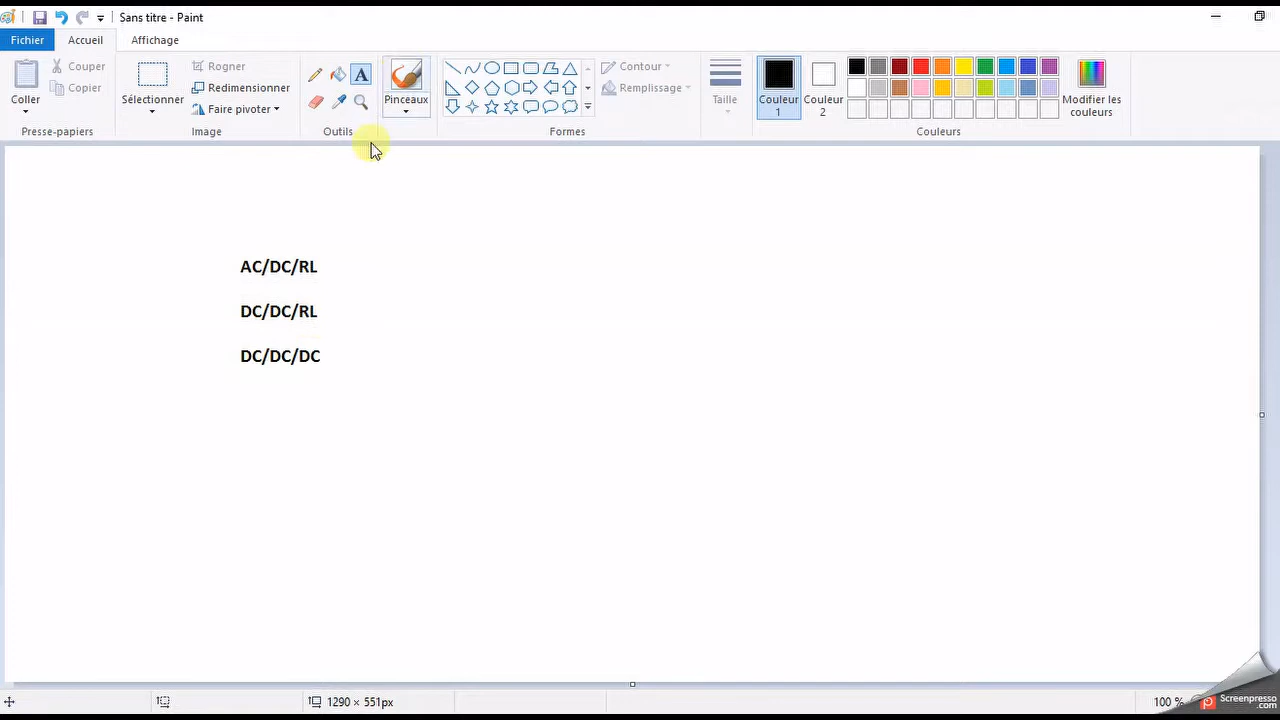 Sans titre - Paint
Fichier Accueil Affichage
Coller
Couper
Copier
Presse-papiers
Sélectionner
Rogner
Redimensionner
Faire pivoter
Image
A
Outils
Pinceaux
Contour
Remplissage
Formes
Taille
Couleur 1
Couleur 2
Modifier les couleurs
Couleurs
AC/DC/RL
DC/DC/RL
DC/DC/DC
1290 × 551px
100 %
Screenpresso
.com